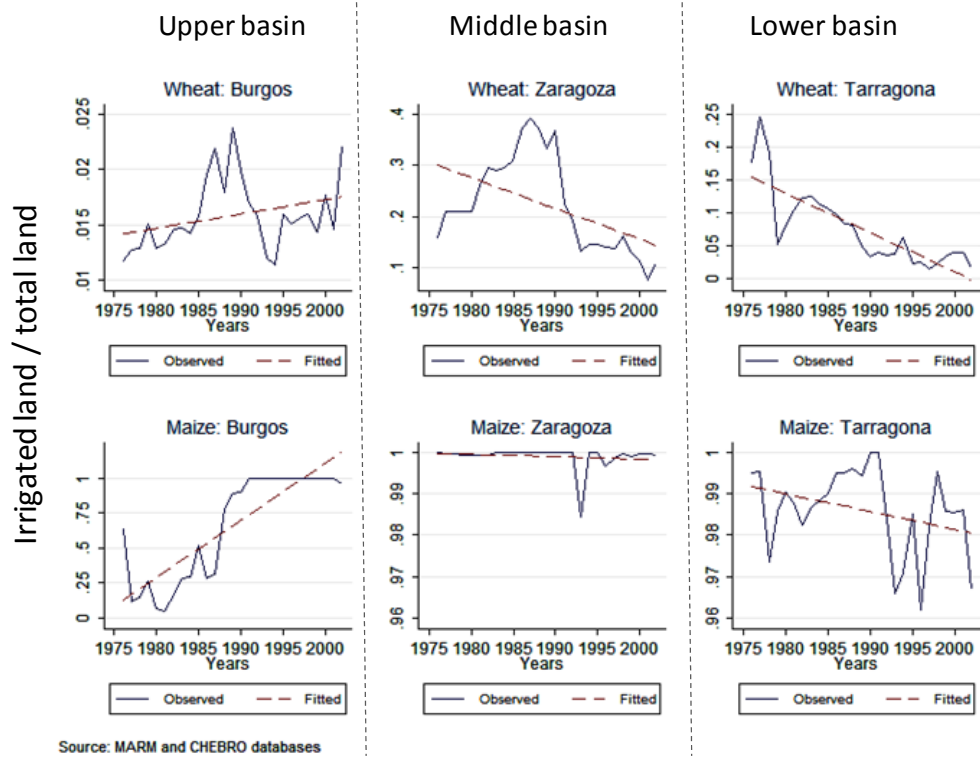 Upper basin Middle basin Lower basin
Irrigated land / total land
Wheat: Burgos
.025
.02
.015
.01
1975 1980 1985 1990 1995 2000
Years
Observed Fitted
Wheat: Zaragoza
.4
.3
.2
.1
1975 1980 1985 1990 1995 2000
Years
Observed Fitted
Wheat: Tarragona
.25
.2
.15
.1
.05
0
1975 1980 1985 1990 1995 2000
Years
Observed Fitted
Maize: Burgos
1
.75
.5
.25
0
1975 1980 1985 1990 1995 2000
Years
Observed Fitted
Maize: Zaragoza
1
.99
.98
.97
.96
1975 1980 1985 1990 1995 2000
Years
Observed Fitted
Maize: Tarragona
1
.99
.98
.97
.96
1975 1980 1985 1990 1995 2000
Years
Observed Fitted
Source: MARM and CHEBRO databases